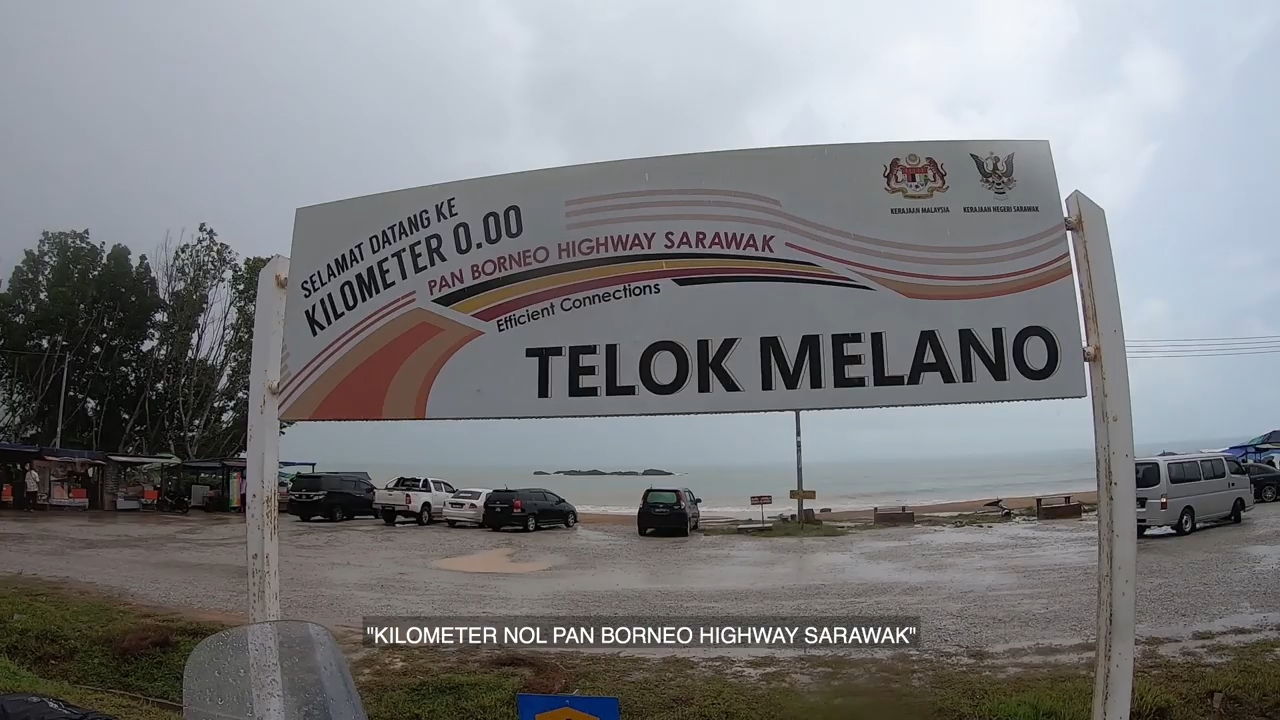 SELAMAT DATANG KE
KILOMETER 0.00
PAN BORNEO HIGHWAY SARAWAK
Efficient Connections
TELOK MELANO
KERAJAAN MALAYSIA
KERAJAAN NEGERI SARAWAK
"KILOMETER NOL PAN BORNEO HIGHWAY SARAWAK"